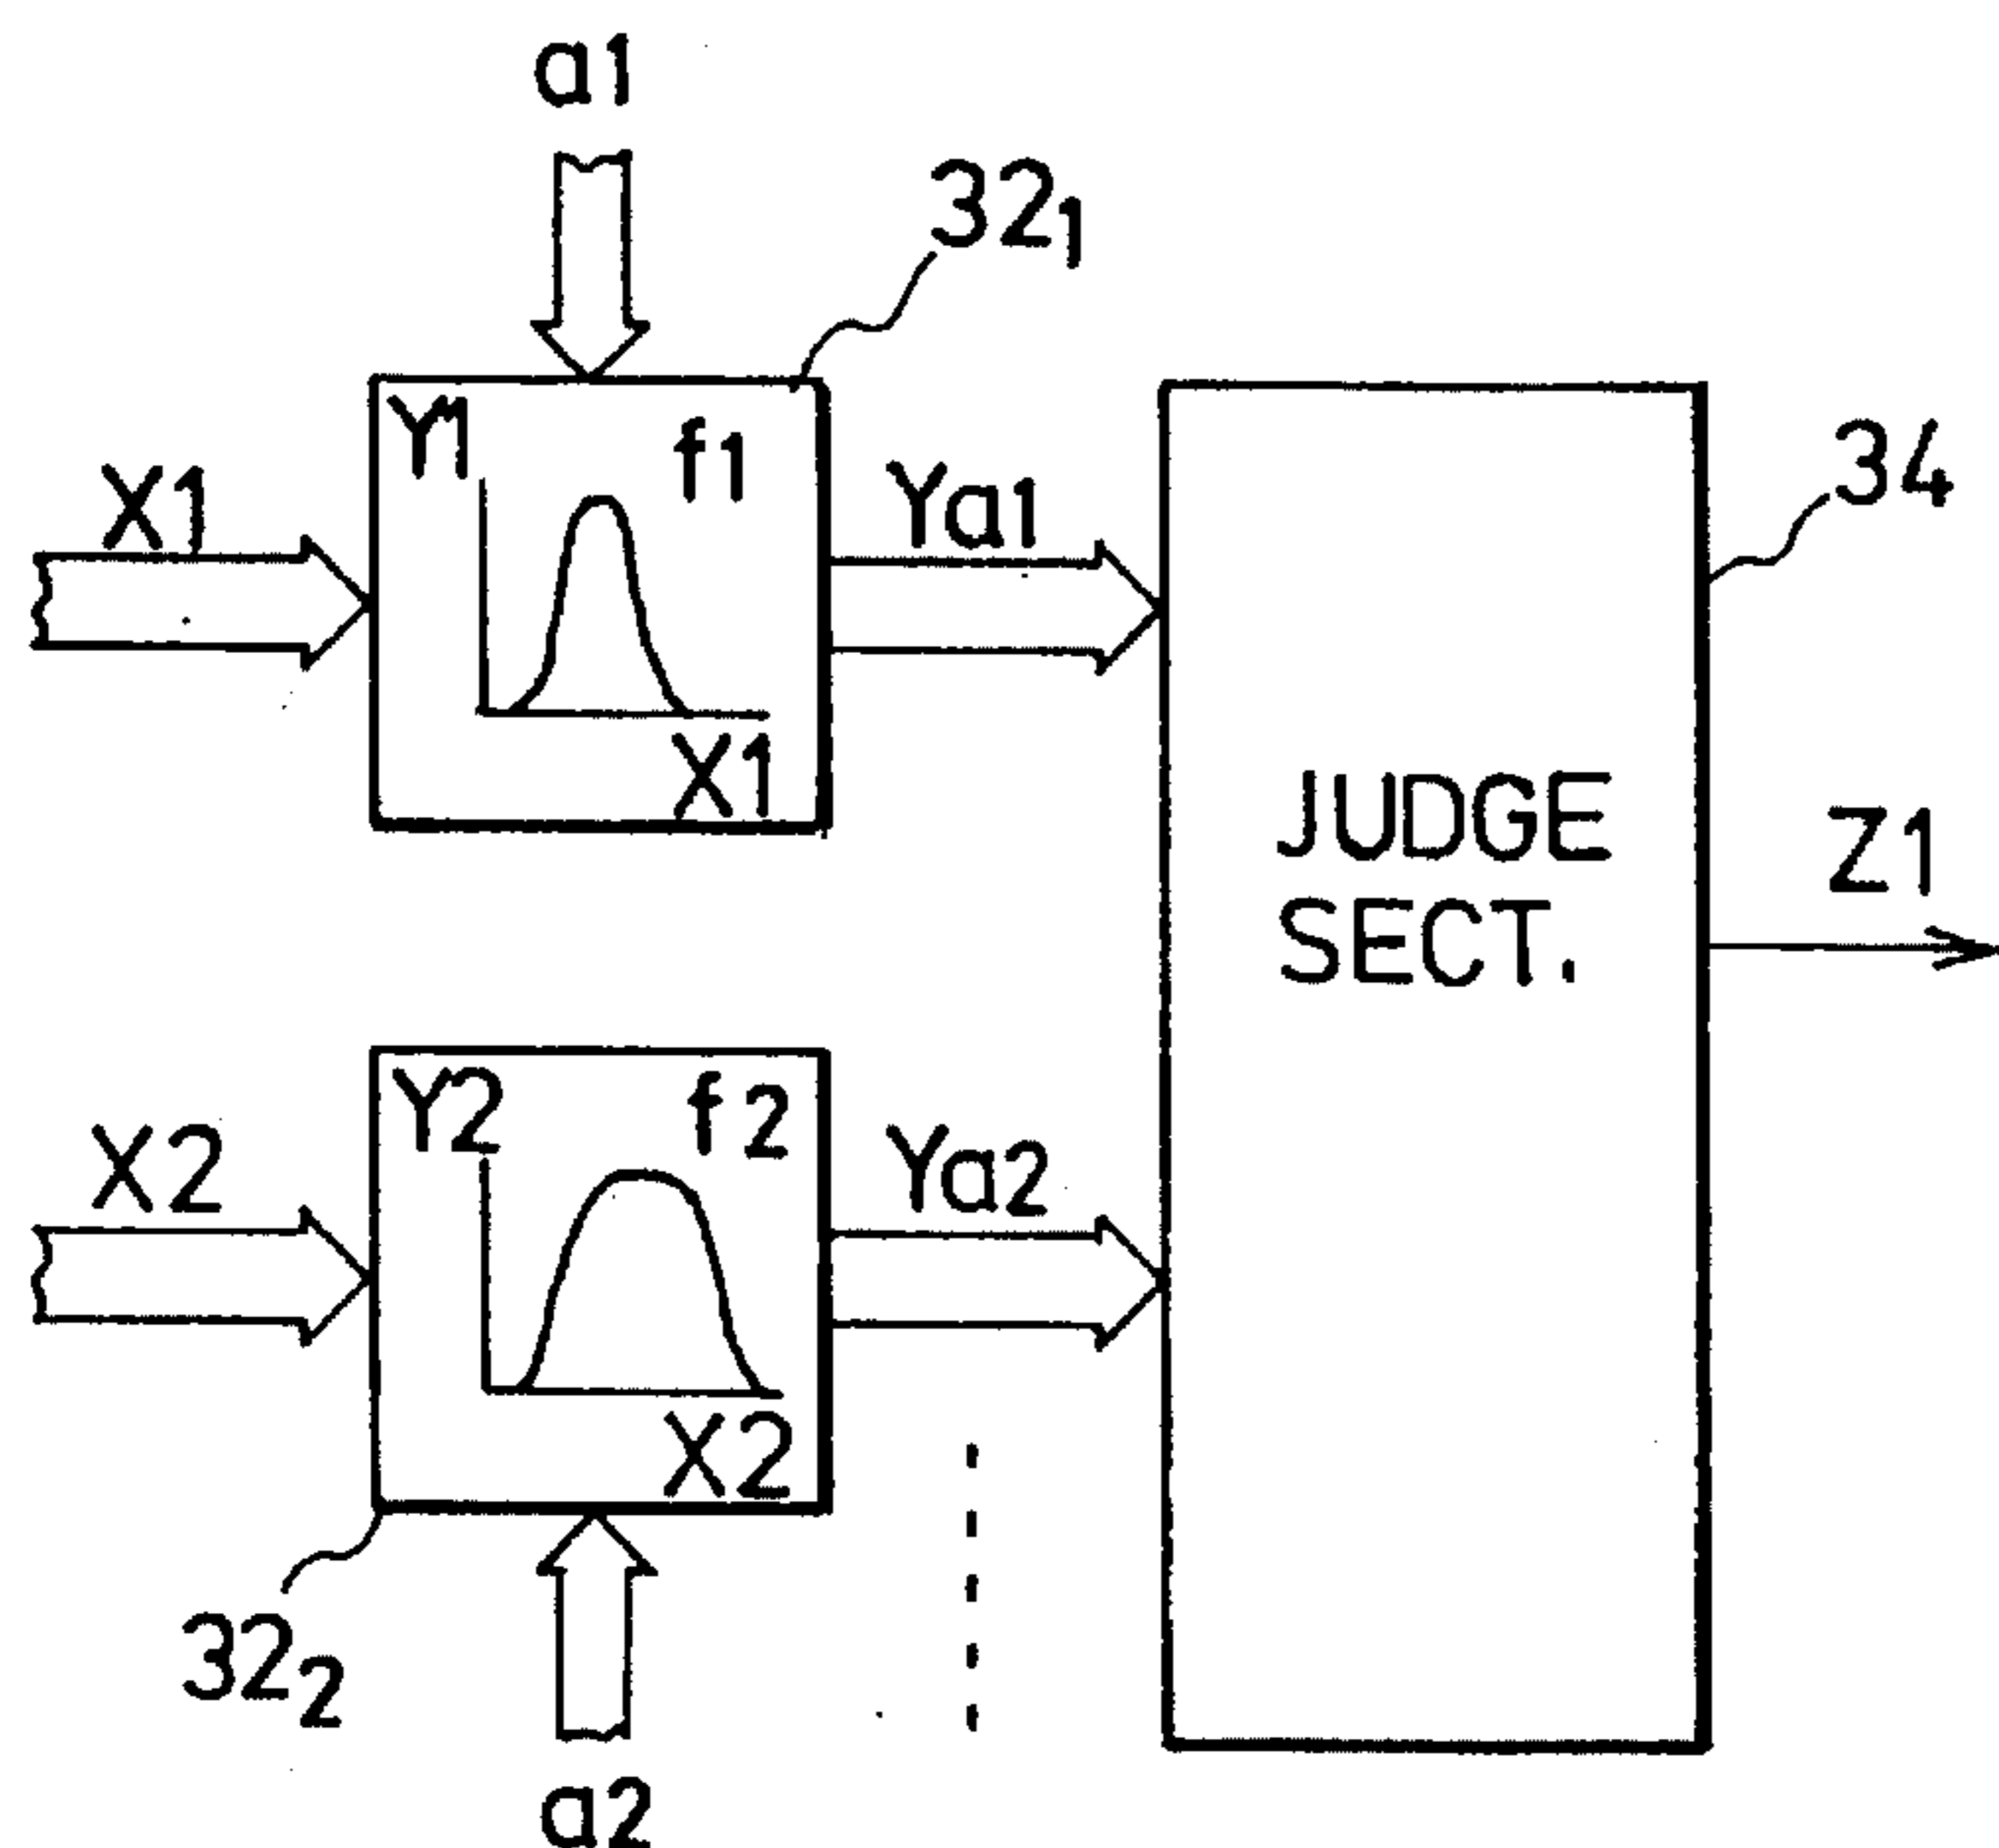 a1
32₁
Y1
f1
X1
Ya1
34
X1
JUDGE
SECT.
Z1
Y2
f2
X2
Ya2
X2
32₂
a2